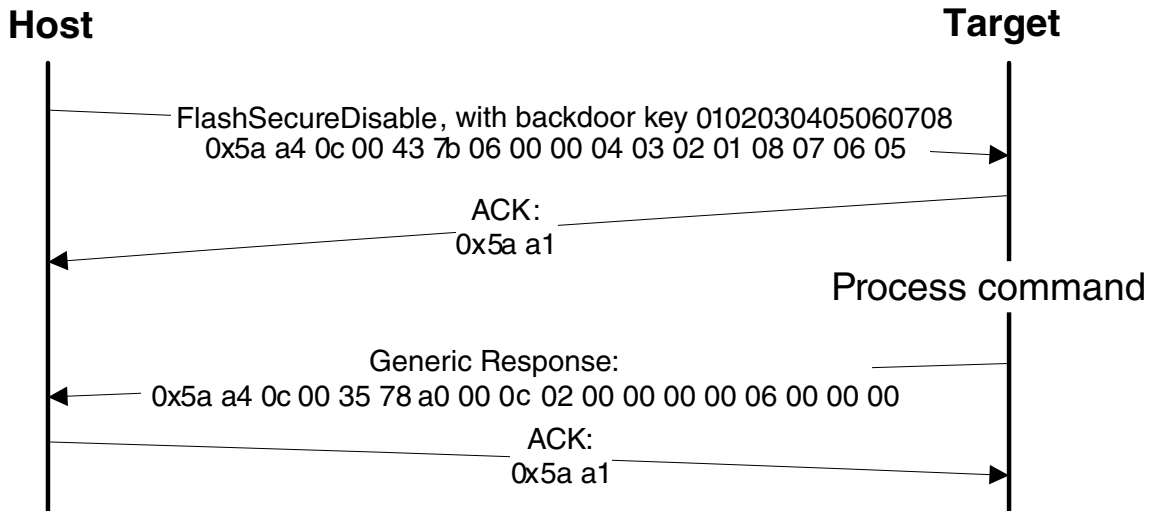 Host
Target
FlashSecureDisable, with backdoor key 0102030405060708
0x5a a4 0c 00 43 7b 06 00 00 04 03 02 01 08 07 06 05
ACK:
0x5a a1
Process command
Generic Response:
0x5a a4 0c 00 35 78 a0 00 0c 02 00 00 00 00 06 00 00 00
ACK:
0x5a a1